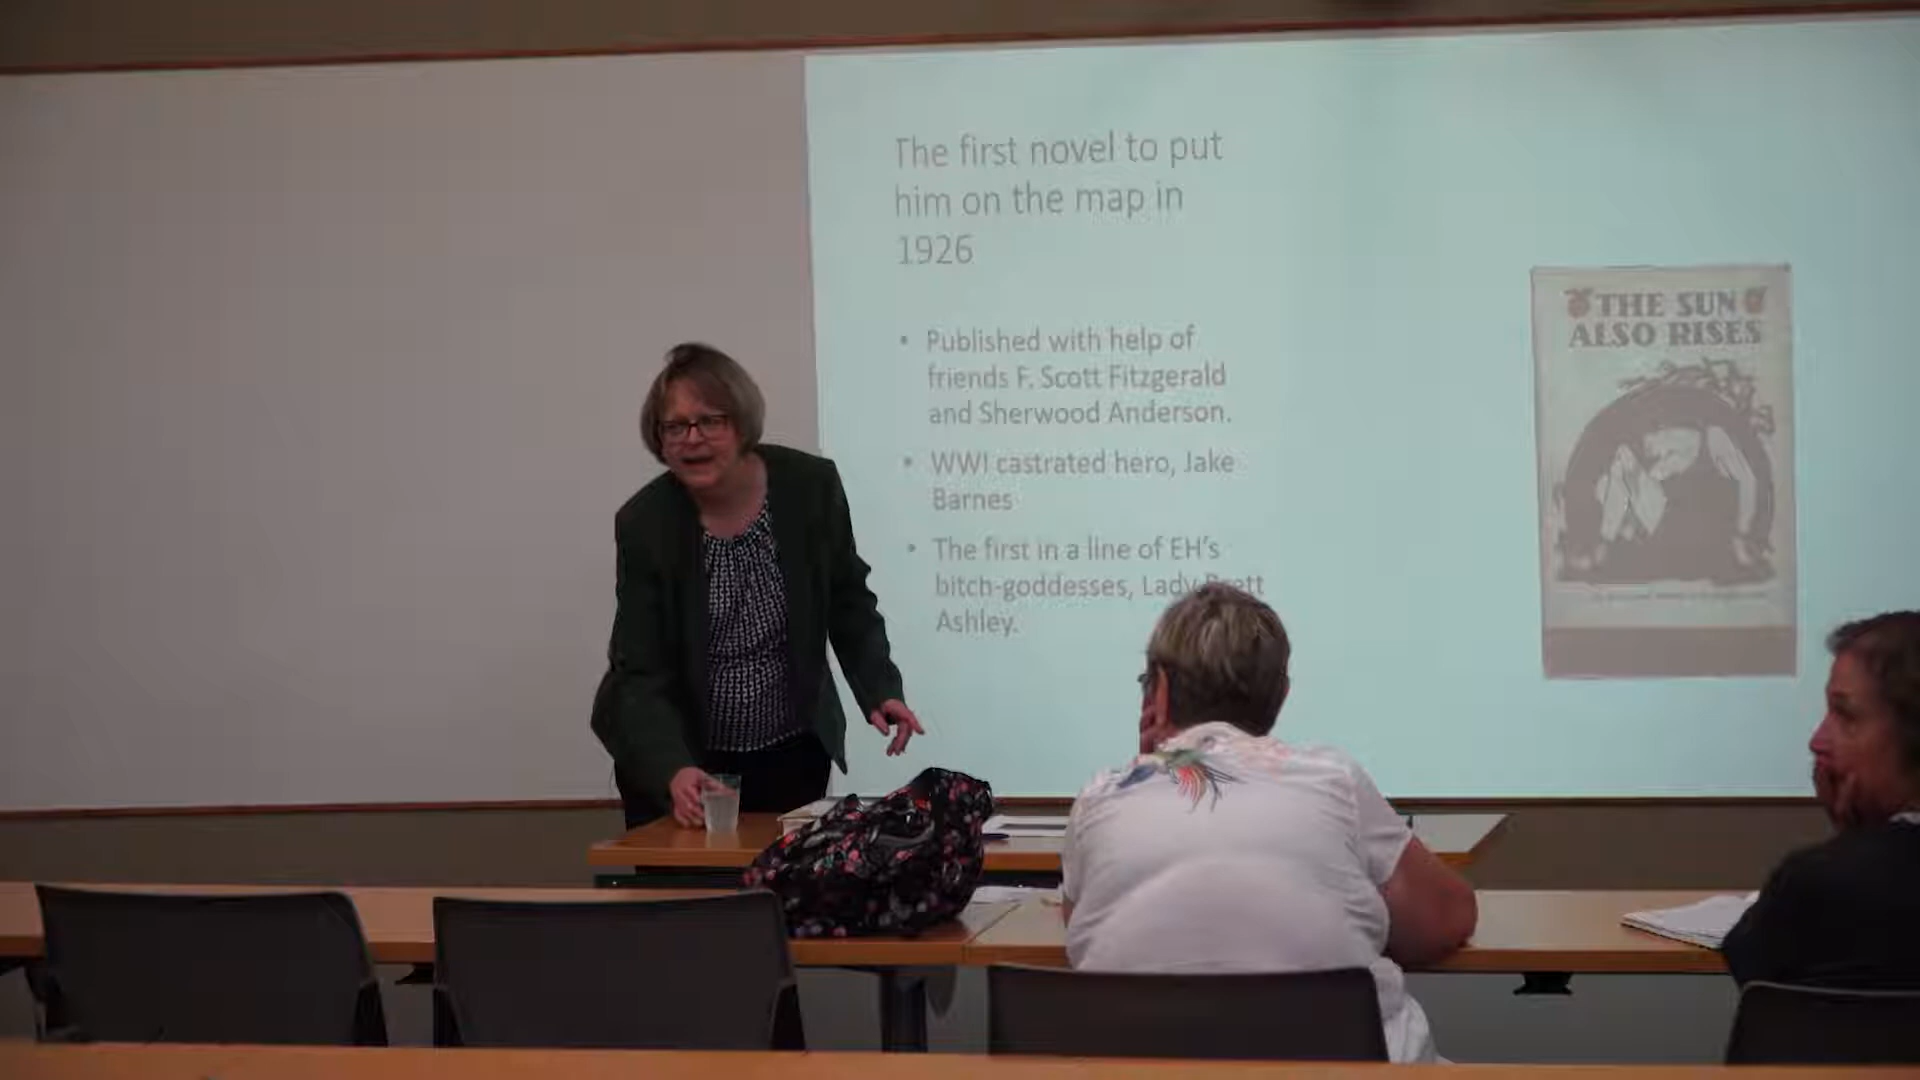 The first novel to put
him on the map in
1926
• Published with help of
friends F. Scott Fitzgerald
and Sherwood Anderson.
• WWI castrated hero, Jake
Barnes
• The first in a line of EH's
bitch-goddesses, Lady Brett
Ashley.
THE SUN
ALSO RISES